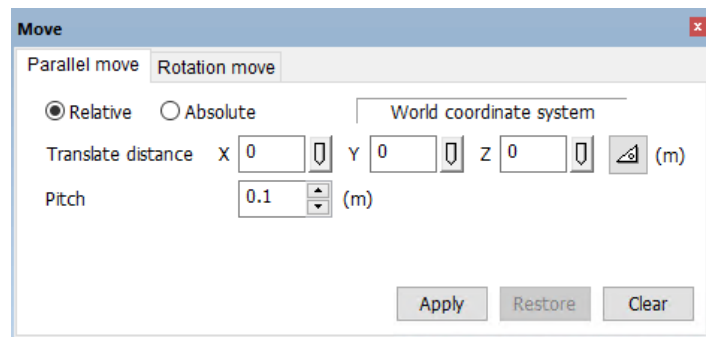 Move
Parallel move Rotation move
Relative Absolute World coordinate system
Translate distance X 0 Y 0 Z 0 (m)
Pitch 0.1 (m)
Apply Restore Clear